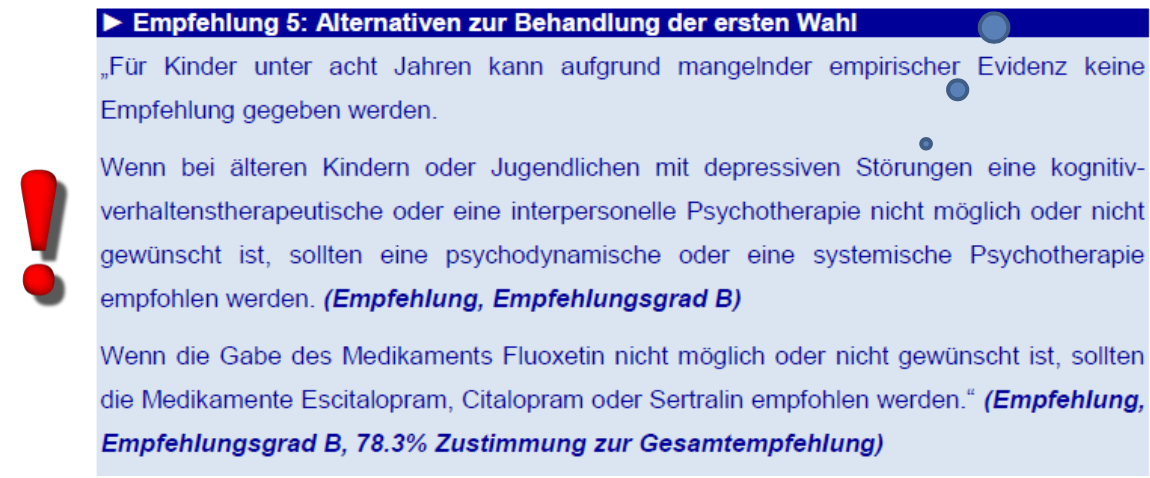 ► Empfehlung 5: Alternativen zur Behandlung der ersten Wahl
„Für Kinder unter acht Jahren kann aufgrund mangelnder empirischer Evidenz keine
Empfehlung gegeben werden.
Wenn bei älteren Kindern oder Jugendlichen mit depressiven Störungen eine kognitiv-
verhaltenstherapeutische oder eine interpersonelle Psychotherapie nicht möglich oder nicht
gewünscht ist, sollten eine psychodynamische oder eine systemische Psychotherapie
empfohlen werden. (Empfehlung, Empfehlungsgrad B)
Wenn die Gabe des Medikaments Fluoxetin nicht möglich oder nicht gewünscht ist, sollten
die Medikamente Escitalopram, Citalopram oder Sertralin empfohlen werden.“ (Empfehlung,
Empfehlungsgrad B, 78.3% Zustimmung zur Gesamtempfehlung)